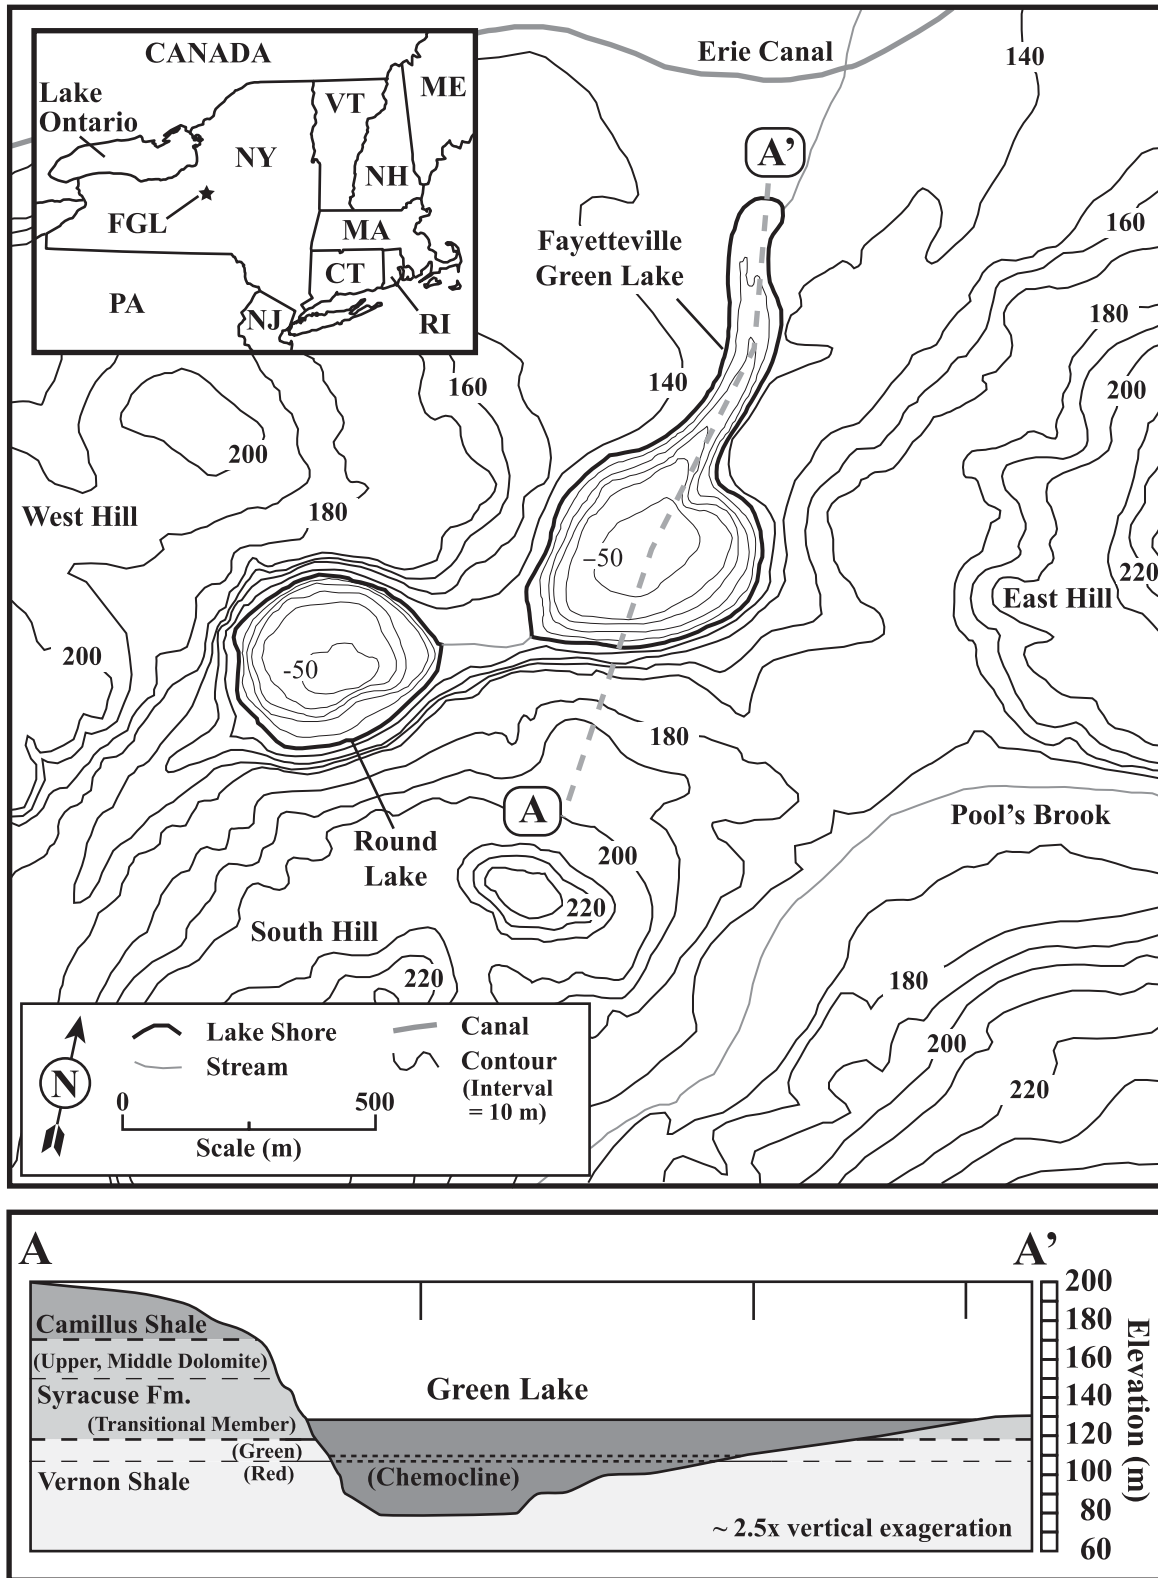 CANADA
Lake
Ontario
NY
VT
NH
ME
FGL
MA
CT
RI
PA
NJ
Erie Canal
140
A'
160
Fayetteville
Green Lake
180
200
160
140
200
West Hill
180
–50
220
East Hill
200
-50
180
Pool's Brook
A
Round
Lake
200
220
South Hill
220
180
200
220
Lake Shore
Stream
Canal
Contour
(Interval
= 10 m)
N
0
500
Scale (m)
A
A’
200
180
160
140
120
100
80
60
Elevation (m)
Camillus Shale
(Upper, Middle Dolomite)
Syracuse Fm.
(Transitional Member)
(Green)
(Red)
Vernon Shale
Green Lake
(Chemocline)
~ 2.5x vertical exageration